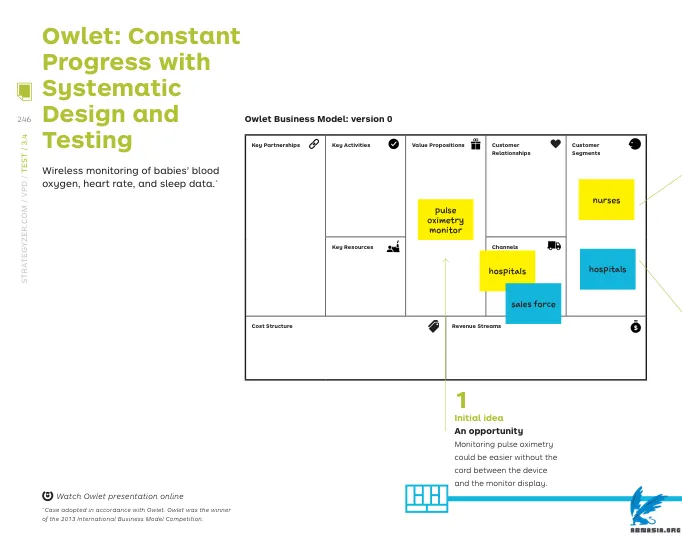 Owlet: Constant
Progress with
Systematic
Design and
Testing
246
STRATEGYZER.COM / VPD / TEST / 3.4
Wireless monitoring of babies' blood
oxygen, heart rate, and sleep data.*
Owlet Business Model: version 0
Key Partnerships
Key Activities
Value Propositions
Customer
Relationships
Customer
Segments
nurses
pulse
oximetry
monitor
Key Resources
Channels
hospitals
hospitals
sales force
Cost Structure
Revenue Streams
1
Initial idea
An opportunity
Monitoring pulse oximetry
could be easier without the
cord between the device
and the monitor display.
Watch Owlet presentation online
*Case adopted in accordance with Owlet. Owlet was the winner
of the 2013 International Business Model Competition.
ABMASIA.ORG